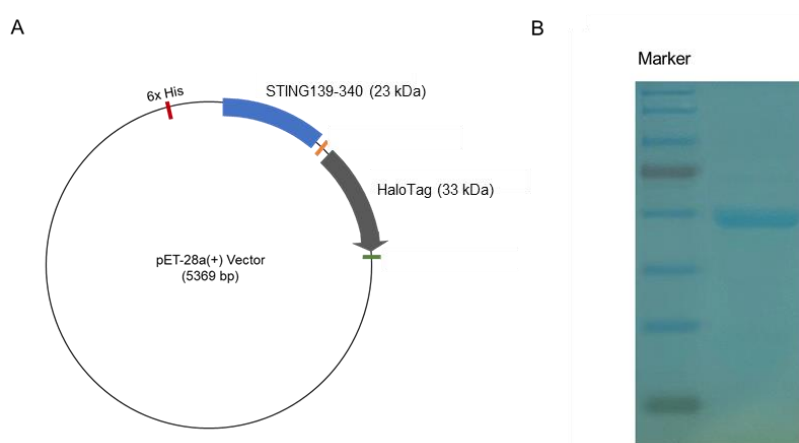 A
6x His
STING139-340 (23 kDa)
HaloTag (33 kDa)
pET-28a(+) Vector
(5369 bp)
B
Marker